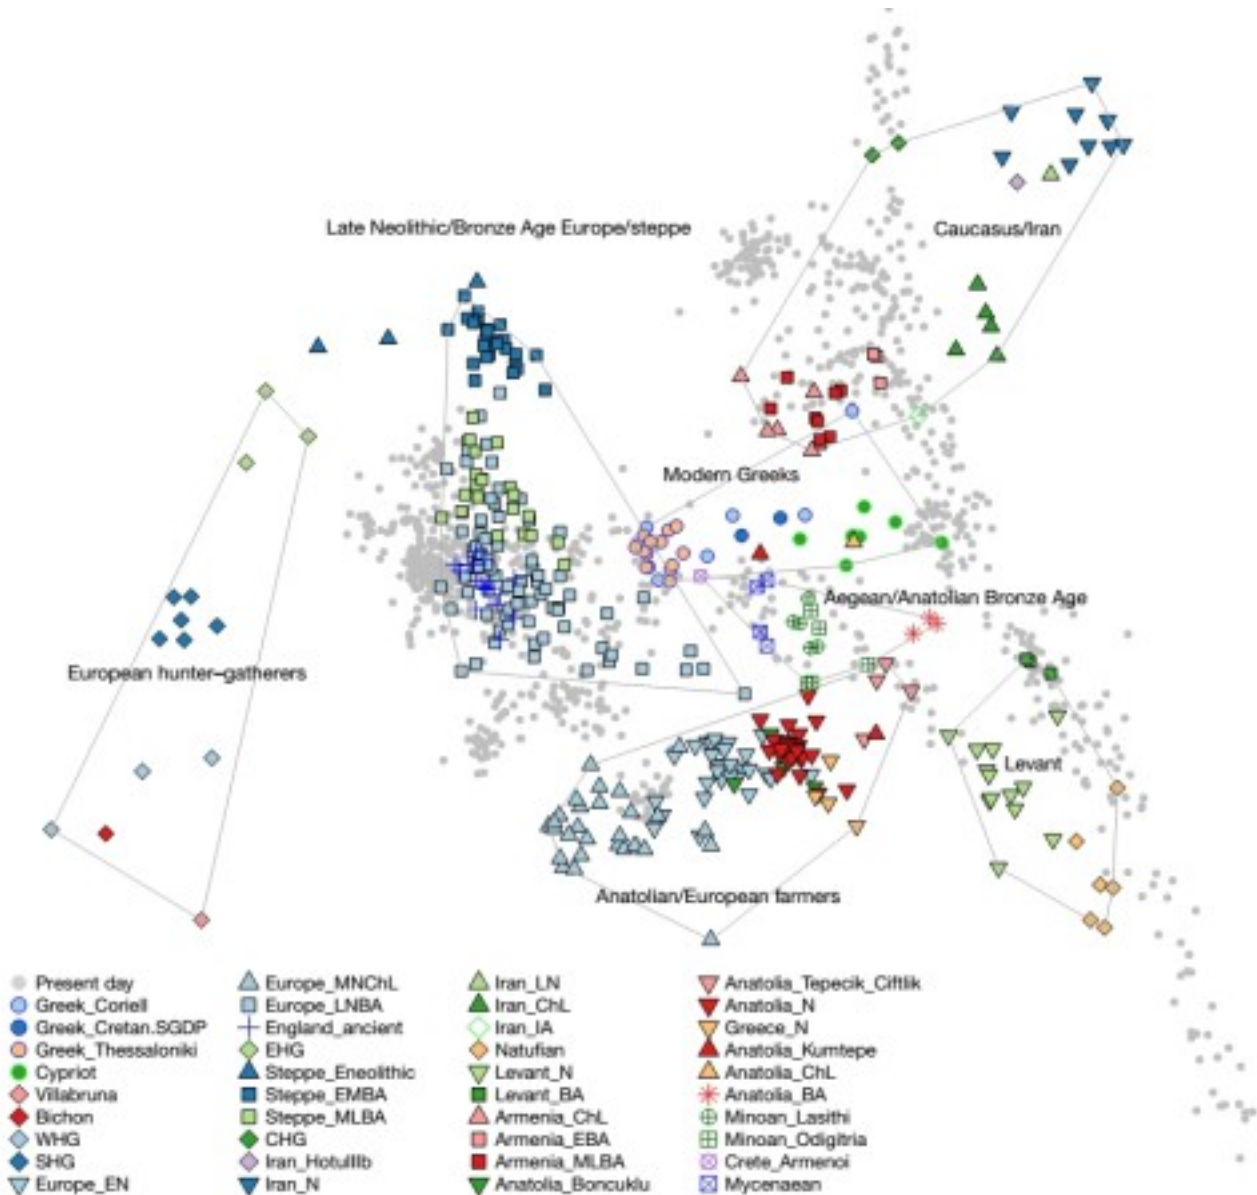 Late Neolithic/Bronze Age Europe/steppe
Caucasus/Iran
Modern Greeks
Aegean/Anatolian Bronze Age
European hunter–gatherers
Levant
Anatolian/European farmers
Present day
Greek_Coriell
Greek_Cretan.SGDP
Greek_Thessaloniki
Cypriot
Villabruna
Bichon
WHG
SHG
Europe_EN
Europe_MNChL
Europe_LNBA
England_ancient
EHG
Steppe_Eneolithic
Steppe_EMBA
Steppe_MLBA
CHG
Iran_HotuIIIb
Iran_N
Iran_LN
Iran_ChL
Iran_IA
Natufian
Levant_N
Levant_BA
Armenia_ChL
Armenia_EBA
Armenia_MLBA
Anatolia_Boncuklu
Anatolia_Tepecik_Ciftlik
Anatolia_N
Greece_N
Anatolia_Kumtepe
Anatolia_ChL
Anatolia_BA
Minoan_Lasithi
Minoan_Odigitria
Crete_Armenoi
Mycenaean